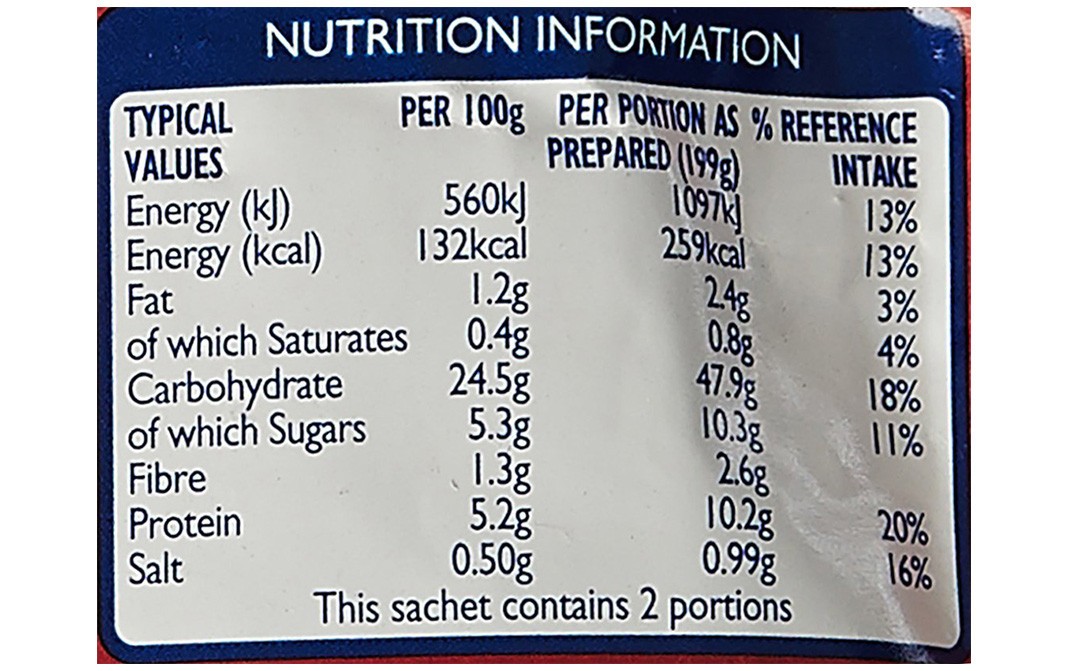 NUTRITION INFORMATION
TYPICAL PER 100g PER PORTION AS % REFERENCE
VALUES PREPARED (199g) INTAKE
Energy (kJ) 560kJ 1097kJ 13%
Energy (kcal) 132kcal 259kcal 13%
Fat 1.2g 2.4g 3%
of which Saturates 0.4g 0.8g 4%
Carbohydrate 24.5g 47.9g 18%
of which Sugars 5.3g 10.3g 11%
Fibre 1.3g 2.6g
Protein 5.2g 10.2g 20%
Salt 0.50g 0.99g 16%
This sachet contains 2 portions